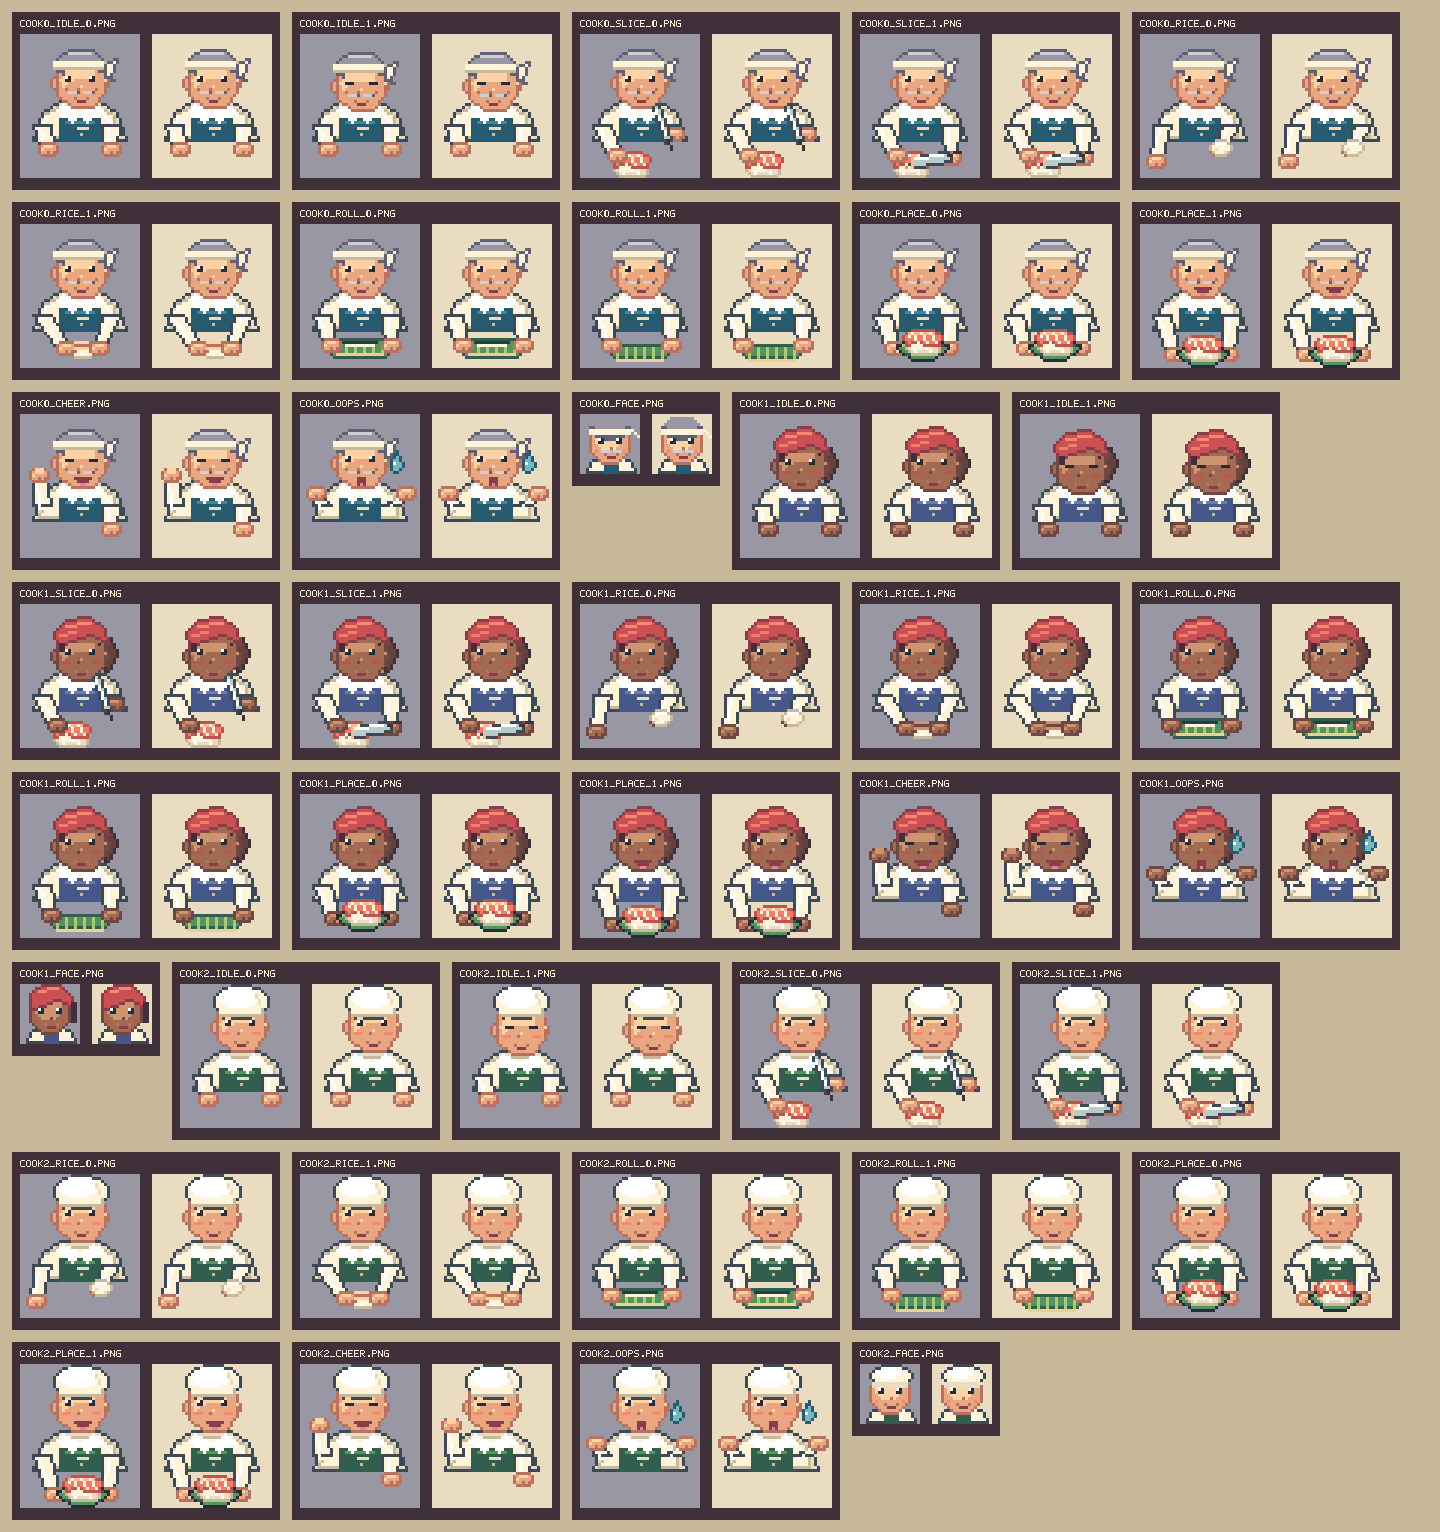 COOK0_IDLE_0.PNG
COOK0_IDLE_1.PNG
COOK0_SLICE_0.PNG
COOK0_SLICE_1.PNG
COOK0_RICE_0.PNG
COOK0_RICE_1.PNG
COOK0_ROLL_0.PNG
COOK0_ROLL_1.PNG
COOK0_PLACE_0.PNG
COOK0_PLACE_1.PNG
COOK0_CHEER.PNG
COOK0_OOPS.PNG
COOK0_FACE.PNG
COOK1_IDLE_0.PNG
COOK1_IDLE_1.PNG
COOK1_SLICE_0.PNG
COOK1_SLICE_1.PNG
COOK1_RICE_0.PNG
COOK1_RICE_1.PNG
COOK1_ROLL_0.PNG
COOK1_ROLL_1.PNG
COOK1_PLACE_0.PNG
COOK1_PLACE_1.PNG
COOK1_CHEER.PNG
COOK1_OOPS.PNG
COOK1_FACE.PNG
COOK2_IDLE_0.PNG
COOK2_IDLE_1.PNG
COOK2_SLICE_0.PNG
COOK2_SLICE_1.PNG
COOK2_RICE_0.PNG
COOK2_RICE_1.PNG
COOK2_ROLL_0.PNG
COOK2_ROLL_1.PNG
COOK2_PLACE_0.PNG
COOK2_PLACE_1.PNG
COOK2_CHEER.PNG
COOK2_OOPS.PNG
COOK2_FACE.PNG